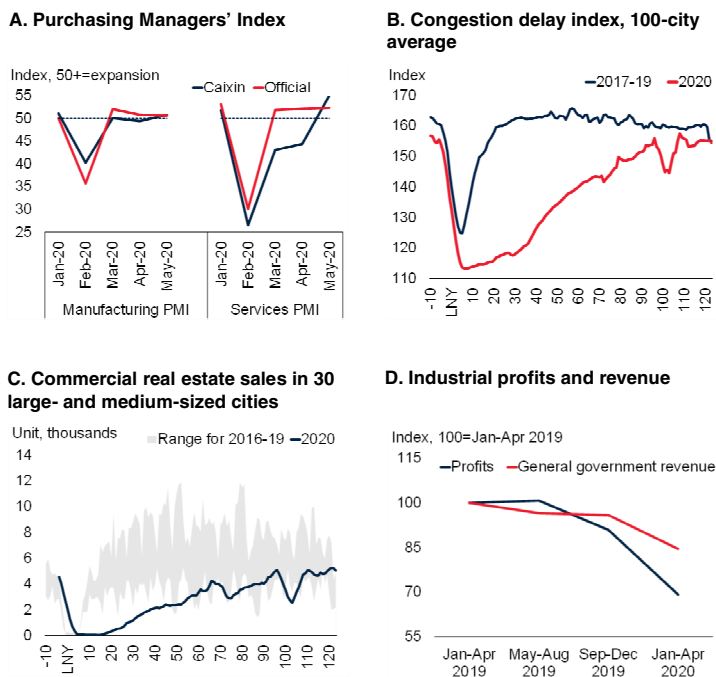 A. Purchasing Managers’ Index
Index, 50+=expansion
Caixin Official
55
50
45
40
35
30
25
Jan-20 Feb-20 Mar-20 Apr-20 May-20 Jan-20 Feb-20 Mar-20 Apr-20 May-20
Manufacturing PMI Services PMI
B. Congestion delay index, 100-city
average
Index
2017-19 2020
170
160
150
140
130
120
110
-10 LNY 10 20 30 40 50 60 70 80 90 100 110 120
C. Commercial real estate sales in 30
large- and medium-sized cities
Unit, thousands
Range for 2016-19 2020
14
12
10
8
6
4
2
0
-10 LNY 10 20 30 40 50 60 70 80 90 100 110 120
D. Industrial profits and revenue
Index, 100=Jan-Apr 2019
115
Profits General government revenue
100
85
70
55
Jan-Apr May-Aug Sep-Dec Jan-Apr
2019 2019 2019 2020